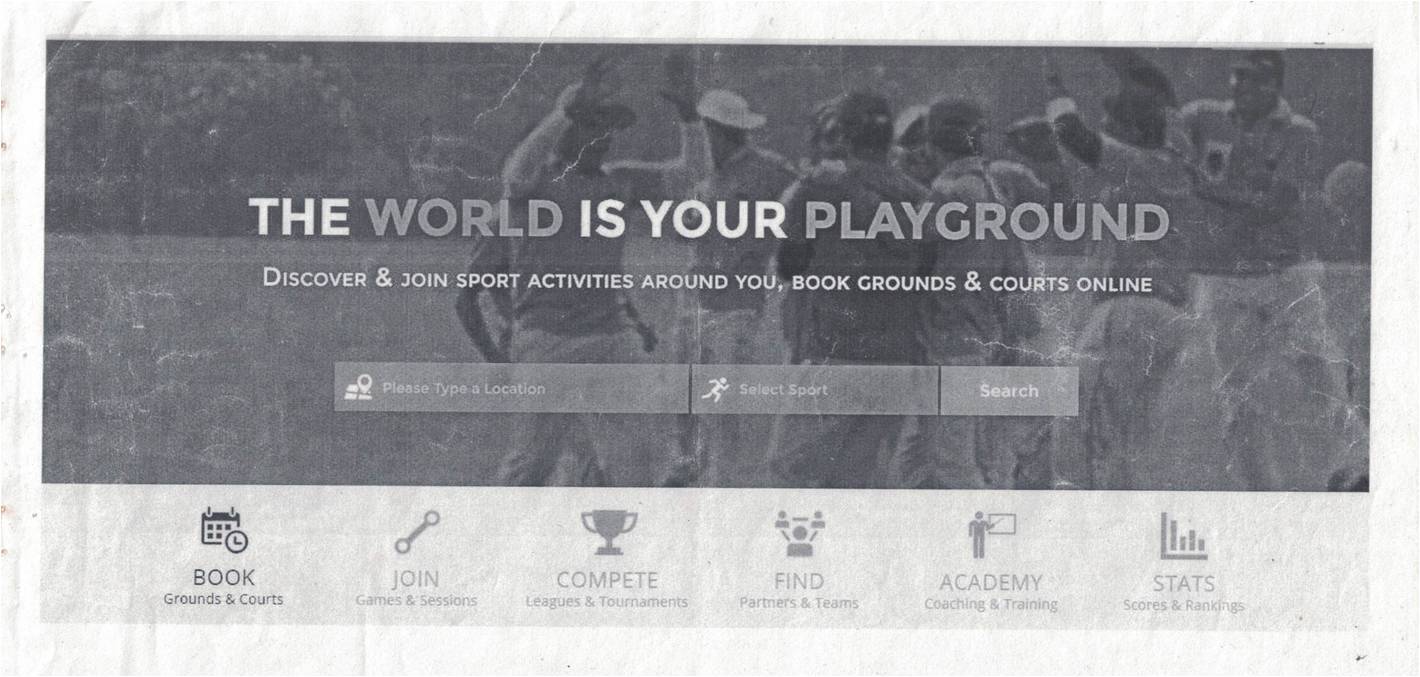 THE WORLD IS YOUR PLAYGROUND
DISCOVER & JOIN SPORT ACTIVITIES AROUND YOU, BOOK GROUNDS & COURTS ONLINE
Please Type a Location
Select Sport
Search
BOOK
Grounds & Courts
JOIN
Games & Sessions
COMPETE
Leagues & Tournaments
FIND
Partners & Teams
ACADEMY
Coaching & Training
STATS
Scores & Rankings